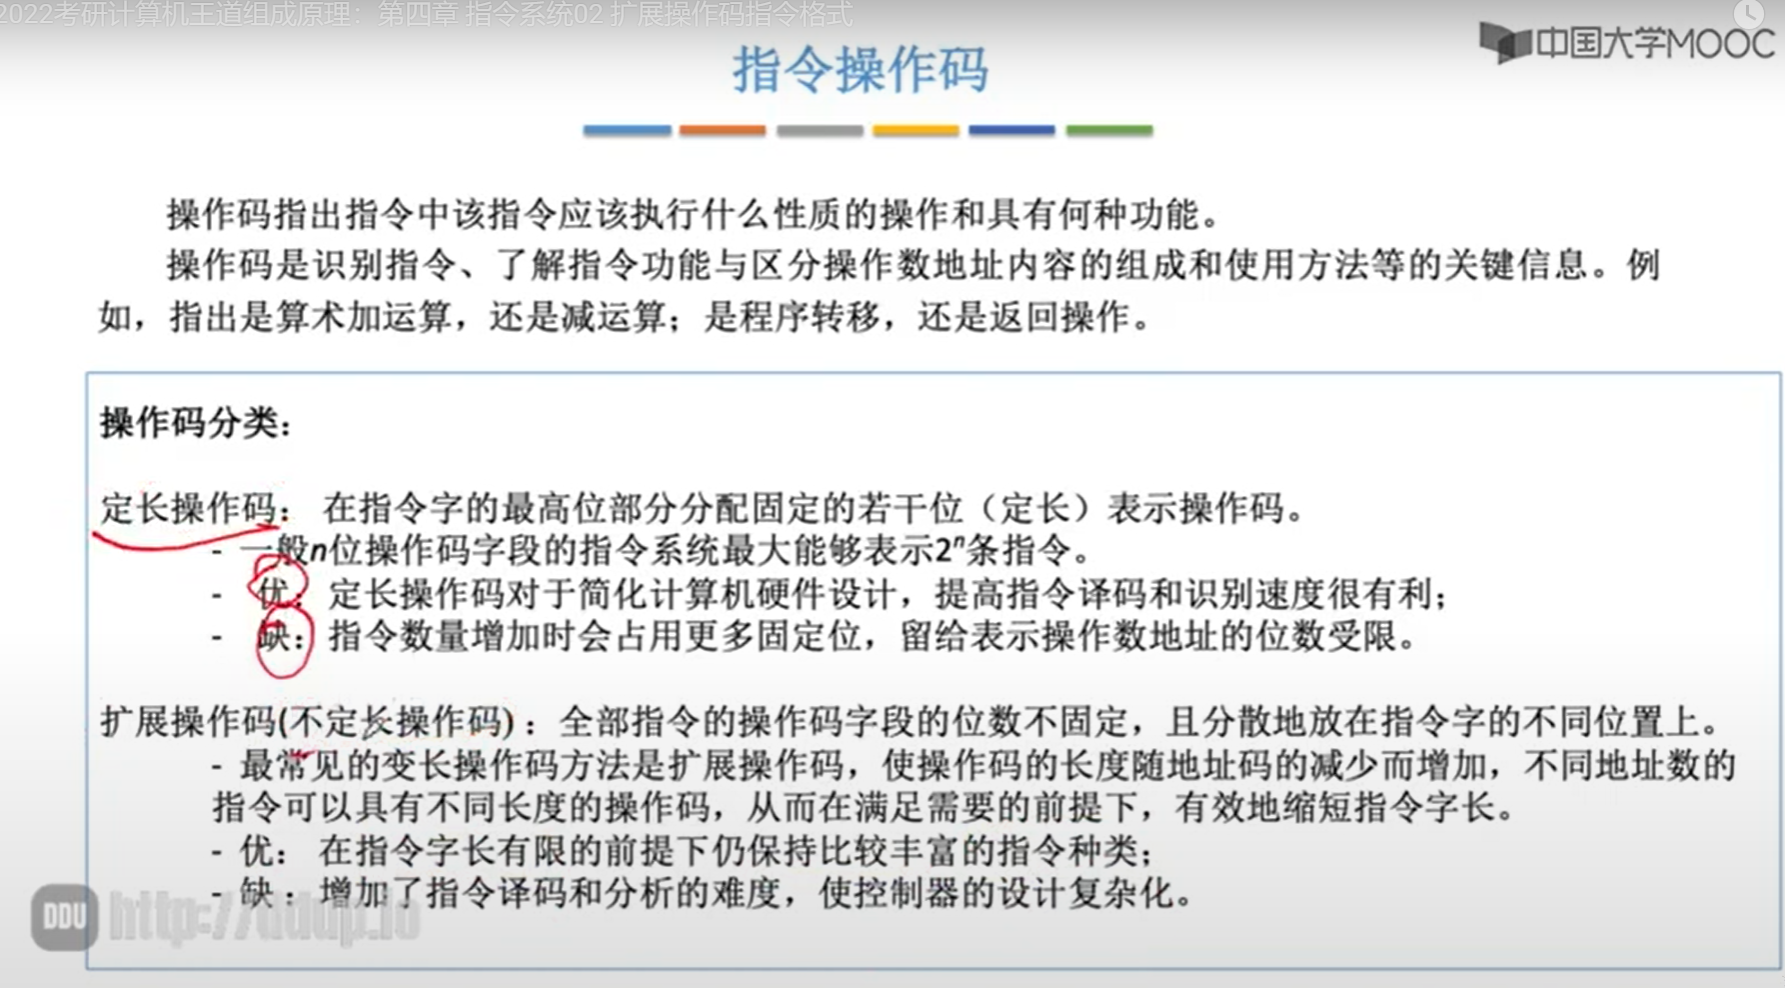 2022考研计算机王道组成原理：第四章 指令系统02 扩展操作码指令格式
中国大学MOOC
指令操作码
操作码指出指令中该指令应该执行什么性质的操作和具有何种功能。
操作码是识别指令、了解指令功能与区分操作数地址内容的组成和使用方法等的关键信息。例
如，指出是算术加运算，还是减运算；是程序转移，还是返回操作。
操作码分类：
定长操作码： 在指令字的最高位部分分配固定的若干位（定长）表示操作码。
- 一般n位操作码字段的指令系统最大能够表示2ⁿ条指令。
- 优：定长操作码对于简化计算机硬件设计，提高指令译码和识别速度很有利；
- 缺：指令数量增加时会占用更多固定位，留给表示操作数地址的位数受限。
扩展操作码(不定长操作码)：全部指令的操作码字段的位数不固定，且分散地放在指令字的不同位置上。
- 最常见的变长操作码方法是扩展操作码，使操作码的长度随地址码的减少而增加，不同地址数的
指令可以具有不同长度的操作码，从而在满足需要的前提下，有效地缩短指令字长。
- 优： 在指令字长有限的前提下仍保持比较丰富的指令种类；
- 缺：增加了指令译码和分析的难度，使控制器的设计复杂化。
DDU http://ddup.io